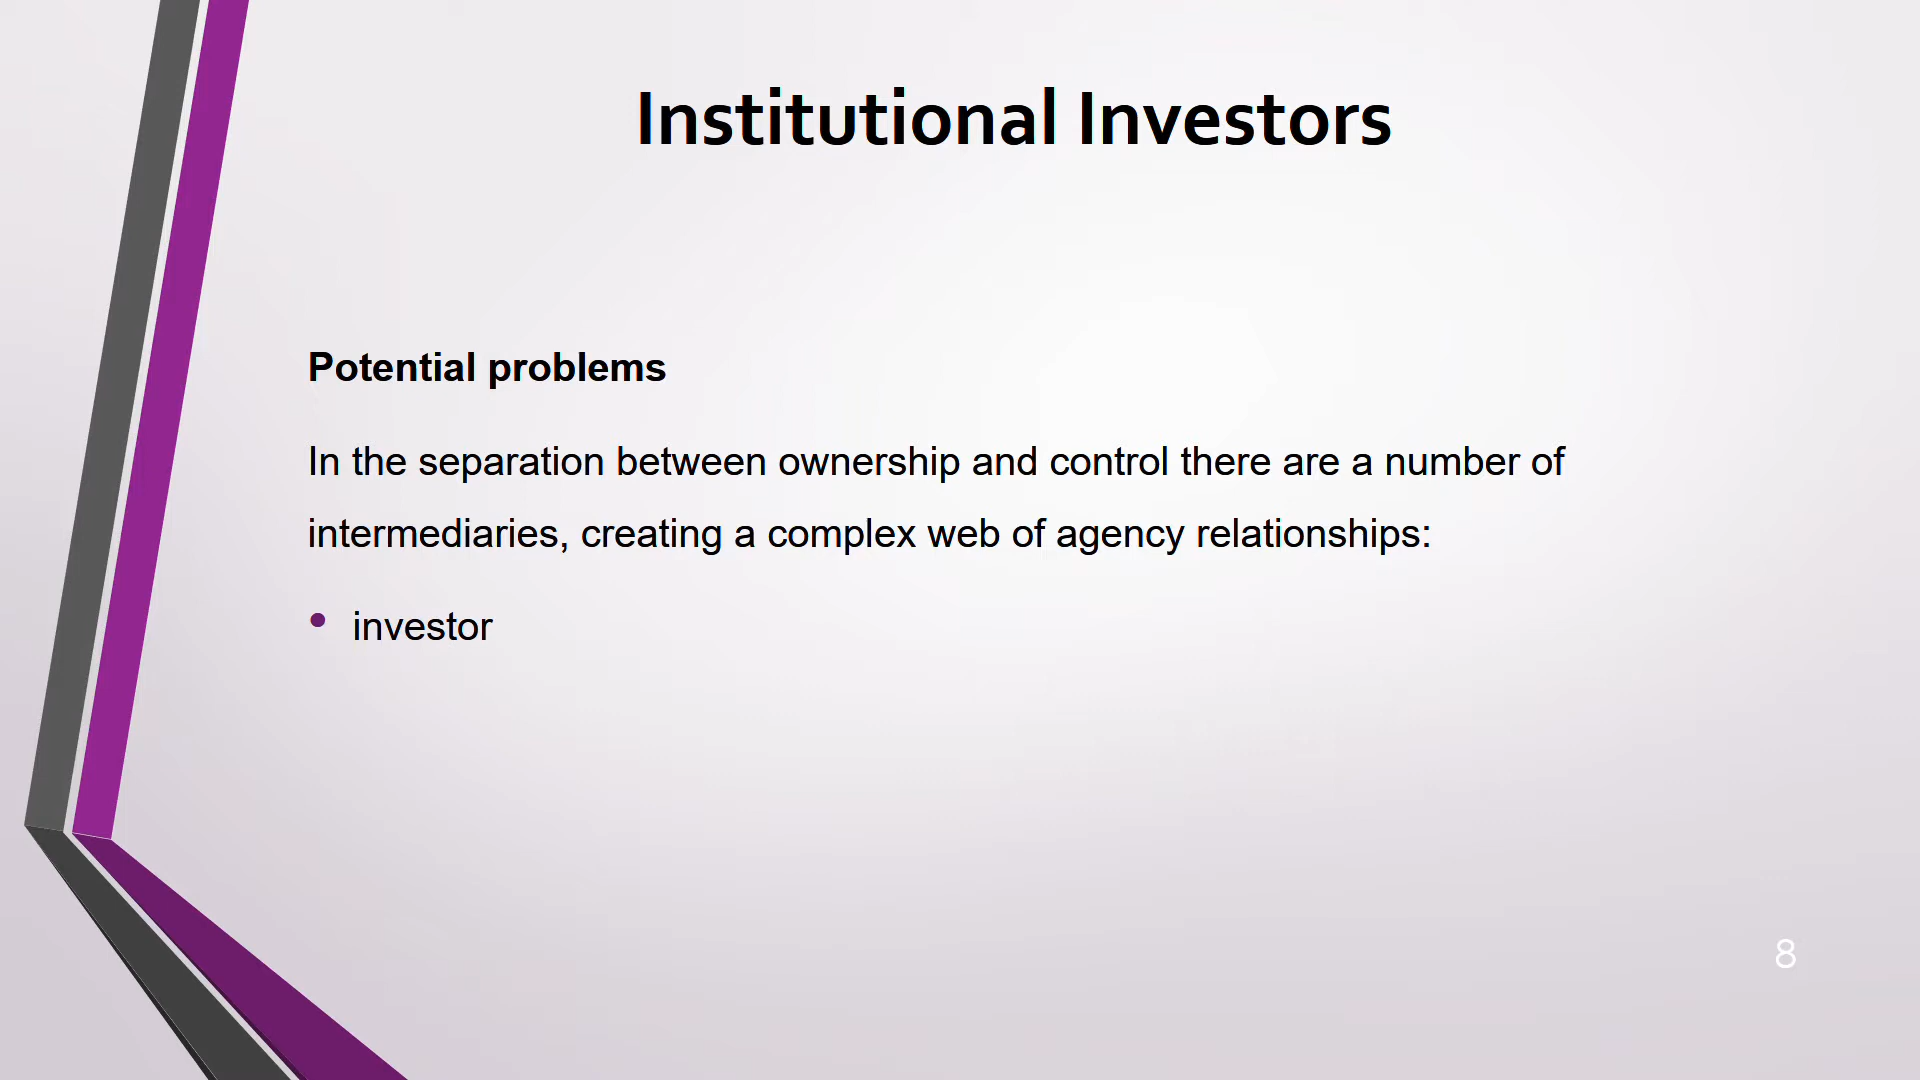 Institutional Investors
Potential problems
In the separation between ownership and control there are a number of
intermediaries, creating a complex web of agency relationships:
• investor
8